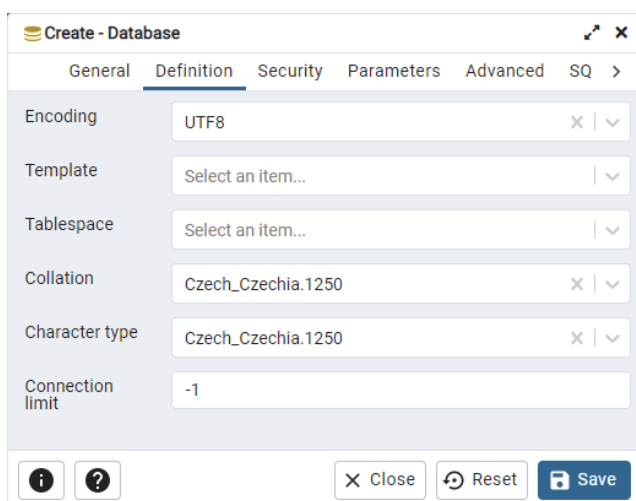 Create - Database
General Definition Security Parameters Advanced SQ
Encoding
UTF8
Template
Select an item...
Tablespace
Select an item...
Collation
Czech_Czechia.1250
Character type
Czech_Czechia.1250
Connection
limit
-1
Close Reset Save